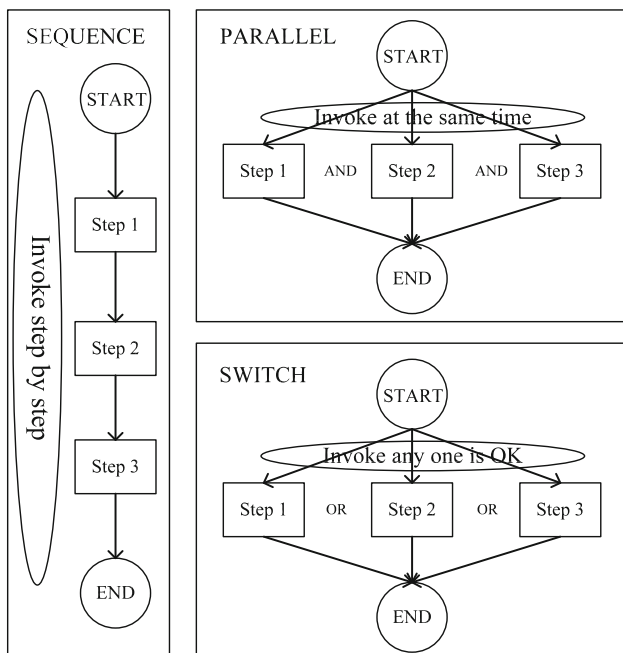 SEQUENCE
START
Invoke step by step
Step 1
Step 2
Step 3
END
PARALLEL
START
Invoke at the same time
Step 1 AND Step 2 AND Step 3
END
SWITCH
START
Invoke any one is OK
Step 1 OR Step 2 OR Step 3
END